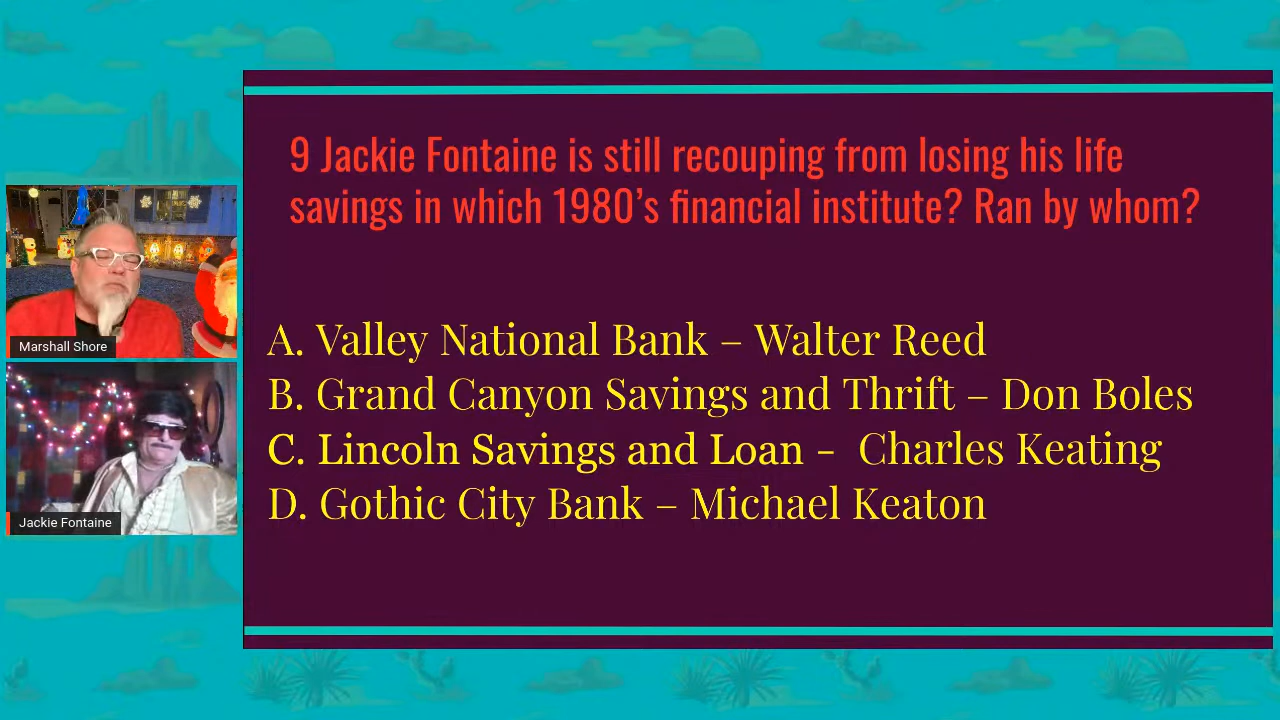 9 Jackie Fontaine is still recouping from losing his life
savings in which 1980's financial institute? Ran by whom?
A. Valley National Bank – Walter Reed
B. Grand Canyon Savings and Thrift – Don Boles
C. Lincoln Savings and Loan - Charles Keating
D. Gothic City Bank – Michael Keaton
Marshall Shore
Jackie Fontaine